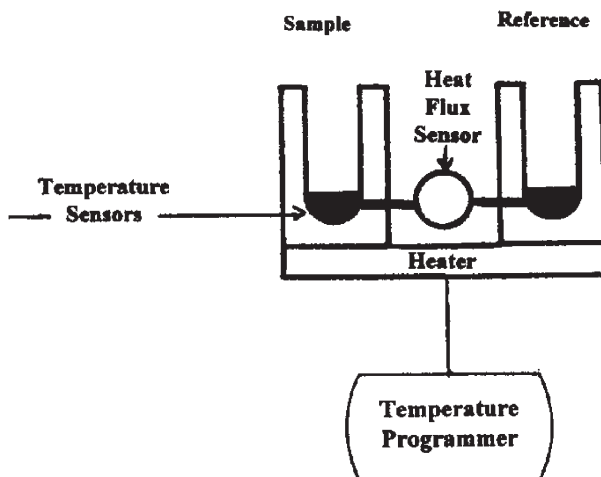 Sample
Reference
Heat
Flux
Sensor
Temperature
Sensors
Heater
Temperature
Programmer